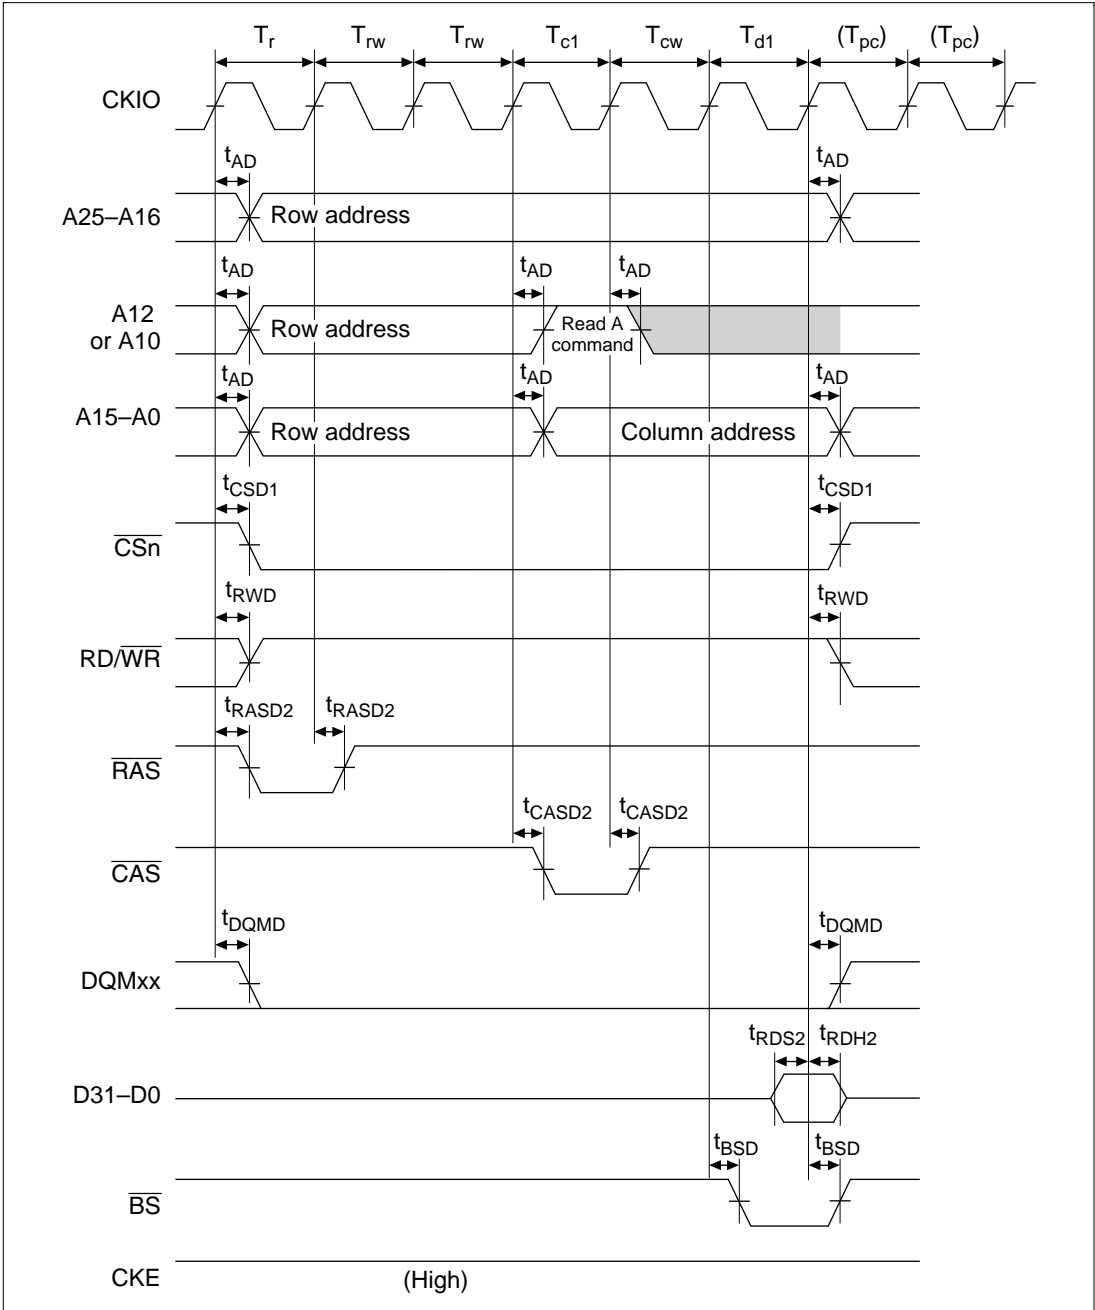 Tr Trw Trw Tc1 Tcw Td1 (Tpc) (Tpc)
CKIO
tAD tAD
A25–A16 Row address
tAD tAD tAD
A12 or A10 Row address Read A command
tAD tAD tAD
A15–A0 Row address Column address
tCSD1 tCSD1
CSn
tRWD tRWD
RD/WR
tRASD2 tRASD2
RAS
tCASD2 tCASD2
CAS
tDQMD tDQMD
DQMxx
tRDS2 tRDH2
D31–D0
tBSD tBSD
BS
CKE (High)